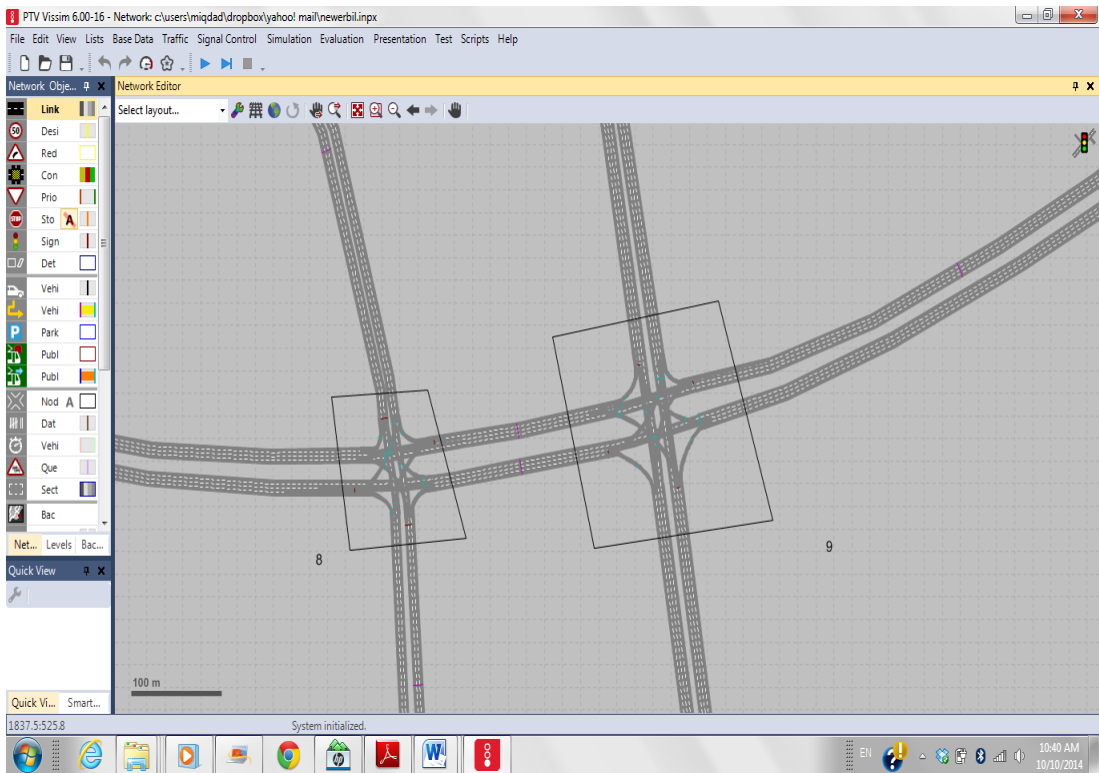 PTV Vissim 6.00-16 - Network: c:\users\miqdad\dropbox\yahoo! mail\newerbil.inpx
File Edit View Lists Base Data Traffic Signal Control Simulation Evaluation Presentation Test Scripts Help
Network Obje...
Network Editor
Link
Select layout...
50
Desi
Red
Con
Prio
STOP
Sto
A
Sign
Det
Vehi
Vehi
P
Park
Publ
Publ
Nod A
Dat
Vehi
Que
Sect
Bac
Net... Levels Bac...
Quick View
8
9
100 m
Quick Vi... Smart...
1837.5:525.8
System initialized.
EN
10:40 AM
10/10/2014